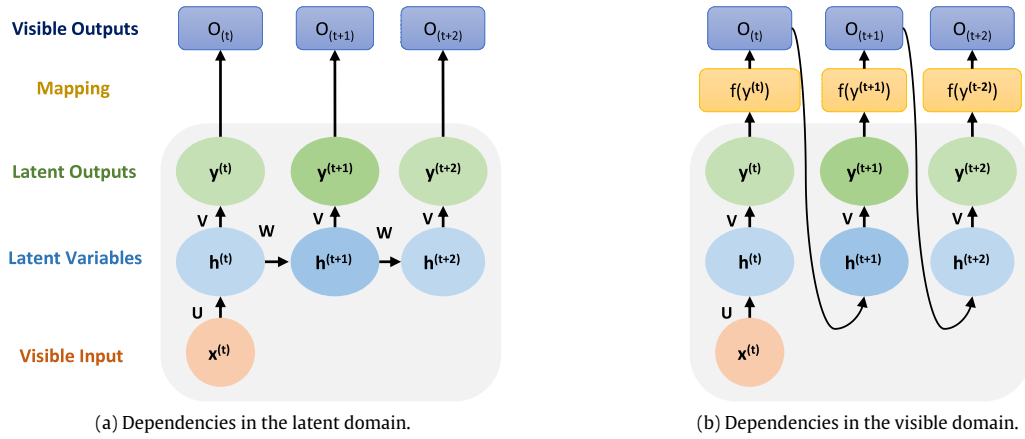 Visible Outputs
O(t) O(t+1) O(t+2)
Mapping
Latent Outputs
y(t) y(t+1) y(t+2)
V V V
W W
Latent Variables
h(t) h(t+1) h(t+2)
U
Visible Input
x(t)
(a) Dependencies in the latent domain.
O(t) O(t+1) O(t+2)
f(y(t)) f(y(t+1)) f(y(t-2))
y(t) y(t+1) y(t+2)
V V V
h(t) h(t+1) h(t+2)
U
x(t)
(b) Dependencies in the visible domain.